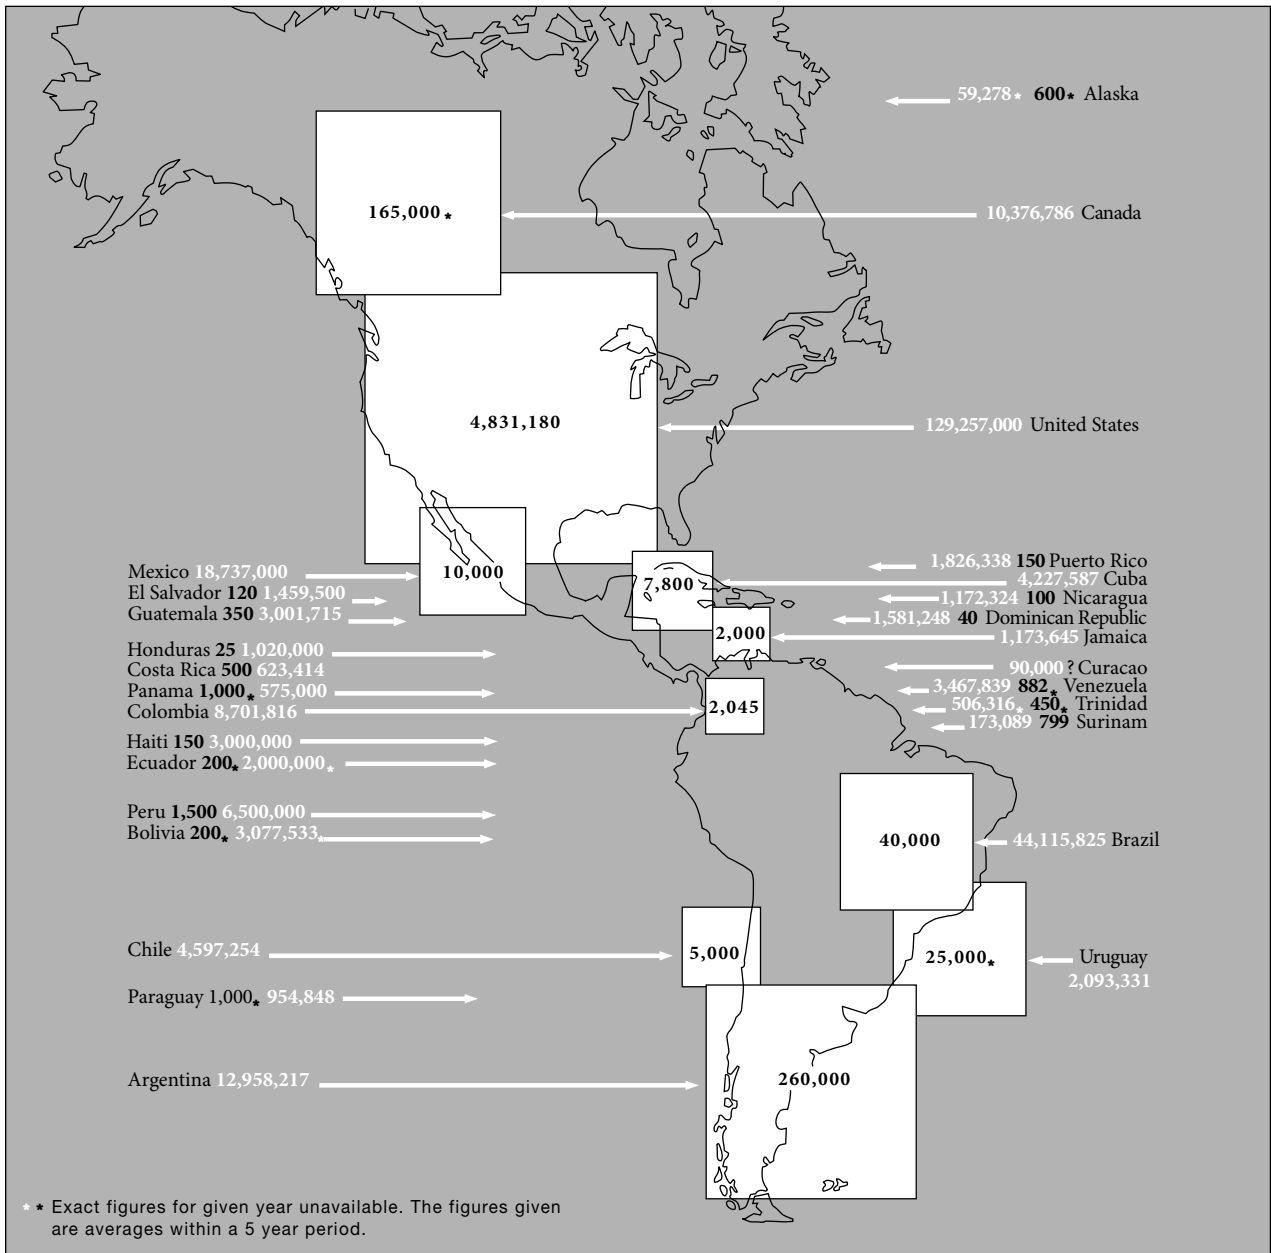 59,278* 600* Alaska
165,000*
10,376,786 Canada
4,831,180
129,257,000 United States
Mexico 18,737,000
10,000
El Salvador 120 1,459,500
Guatemala 350 3,001,715
7,800
1,826,338 150 Puerto Rico
4,227,587 Cuba
1,172,324 100 Nicaragua
1,581,248 40 Dominican Republic
2,000
1,173,645 Jamaica
Honduras 25 1,020,000
Costa Rica 500 623,414
Panama 1,000* 575,000
Colombia 8,701,816
2,045
90,000 ? Curacao
3,467,839 882* Venezuela
506,316* 450* Trinidad
173,089 799 Surinam
Haiti 150 3,000,000
Ecuador 200* 2,000,000*
Peru 1,500 6,500,000
Bolivia 200* 3,077,533*
40,000
44,115,825 Brazil
Chile 4,597,254
5,000
25,000*
Uruguay
2,093,331
Paraguay 1,000* 954,848
Argentina 12,958,217
260,000
* * Exact figures for given year unavailable. The figures given
are averages within a 5 year period.